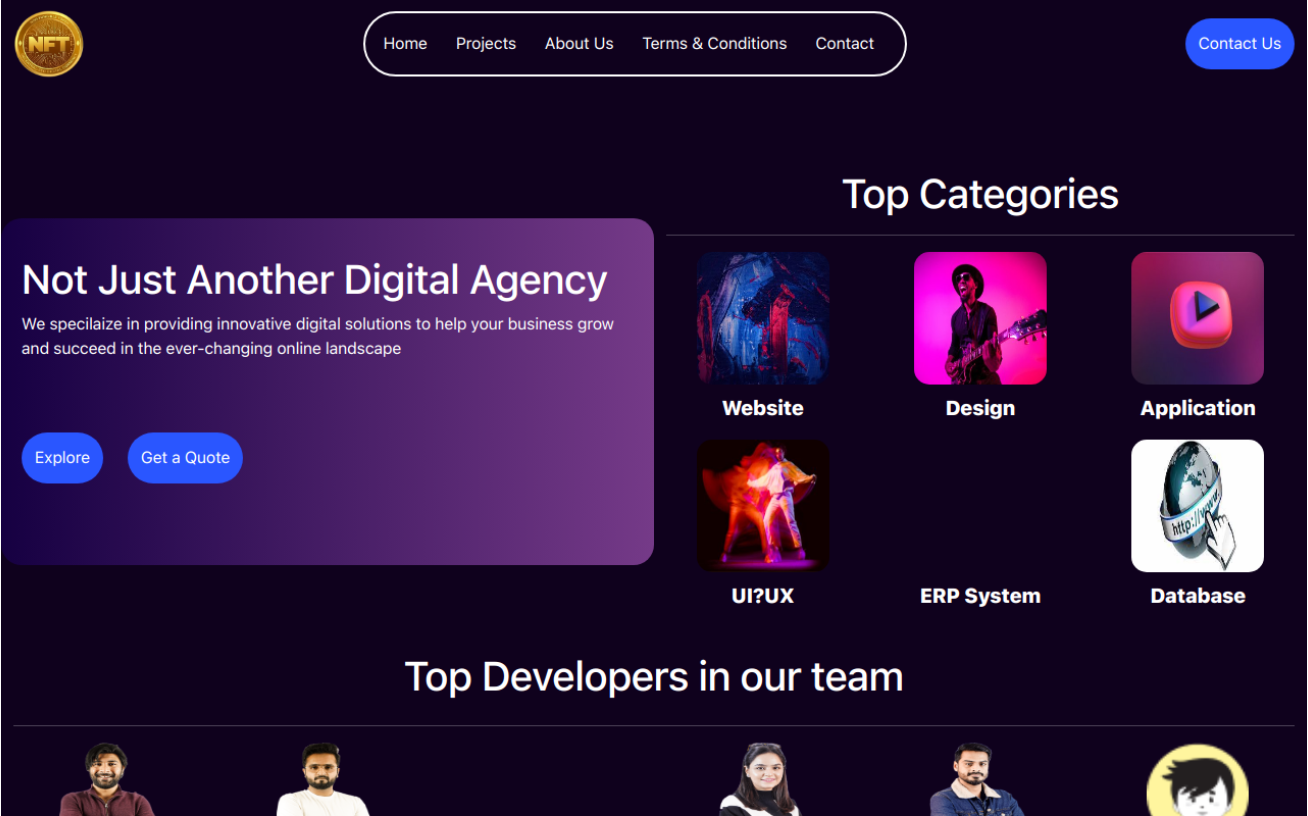 NFT
Home Projects About Us Terms & Conditions Contact
Contact Us
Top Categories
Not Just Another Digital Agency
We specilaize in providing innovative digital solutions to help your business grow
and succeed in the ever-changing online landscape
Explore Get a Quote
Website Design Application
http://www
UI?UX ERP System Database
Top Developers in our team